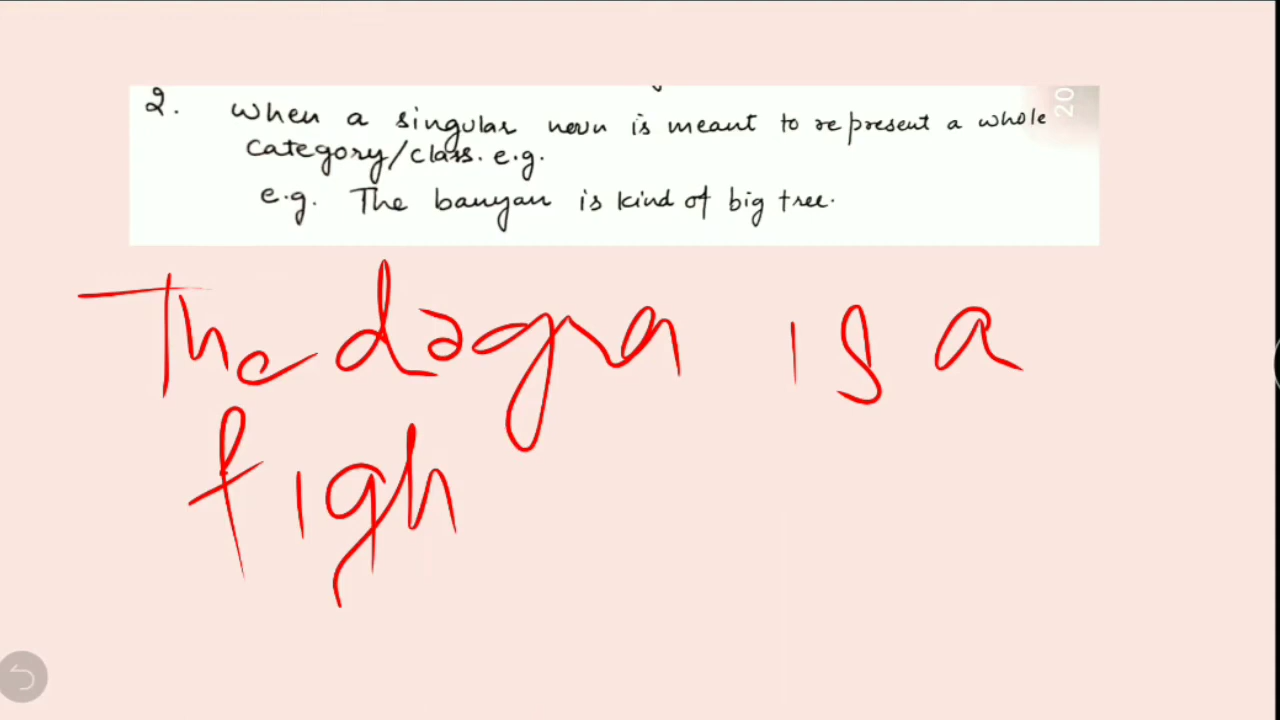 2. When a singular noun is meant to represent a whole
category/class. e.g.
e.g. The banyan is kind of big tree.
20
The is a
figh